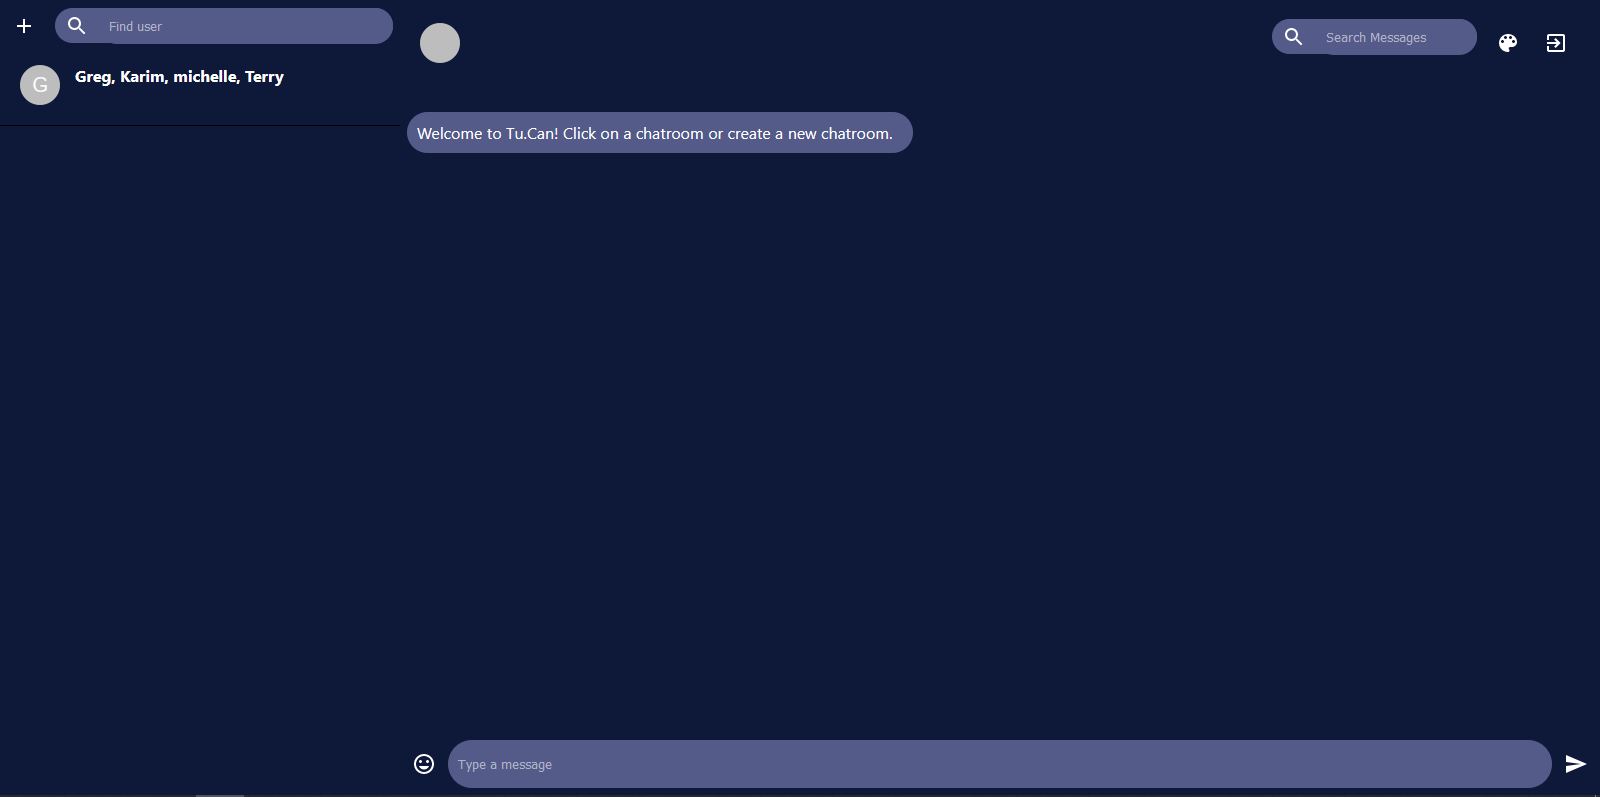 Find user
Search Messages
G
Greg, Karim, michelle, Terry
Welcome to Tu.Can! Click on a chatroom or create a new chatroom.
Type a message